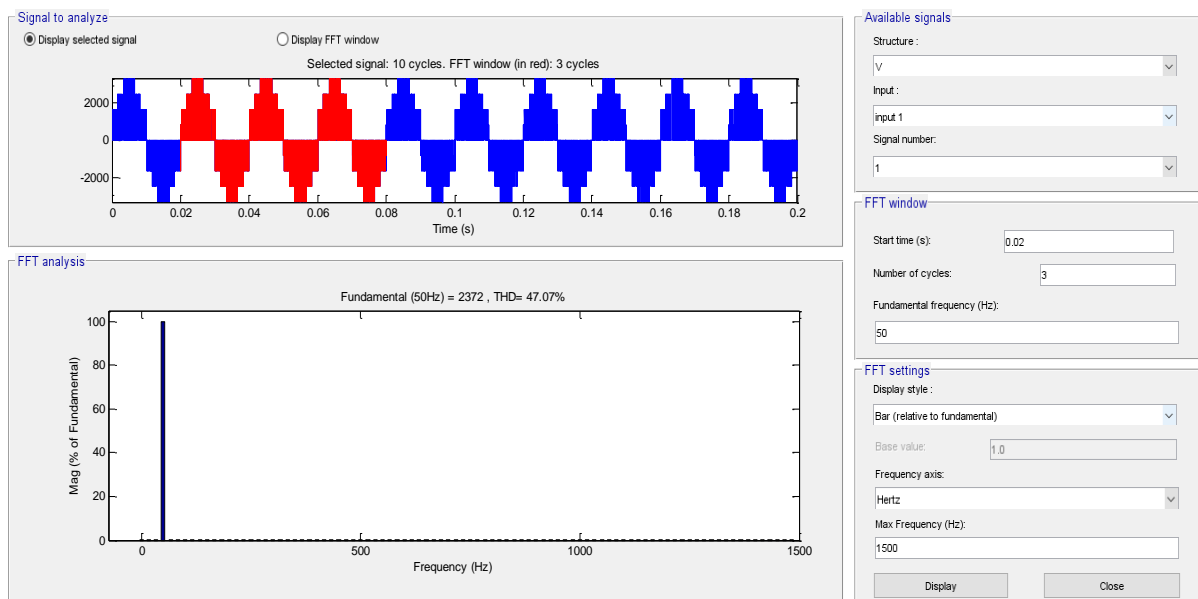 Signal to analyze
Display selected signal
Display FFT window
Selected signal: 10 cycles. FFT window (in red): 3 cycles
2000
0
-2000
0 0.02 0.04 0.06 0.08 0.1 0.12 0.14 0.16 0.18 0.2
Time (s)
FFT analysis
Fundamental (50Hz) = 2372 , THD= 47.07%
100
80
60
40
20
0
Mag (% of Fundamental)
0 500 1000 1500
Frequency (Hz)
Available signals
Structure :
V
Input :
input 1
Signal number:
1
FFT window
Start time (s):
0.02
Number of cycles:
3
Fundamental frequency (Hz):
50
FFT settings
Display style :
Bar (relative to fundamental)
Base value:
1.0
Frequency axis:
Hertz
Max Frequency (Hz):
1500
Display
Close